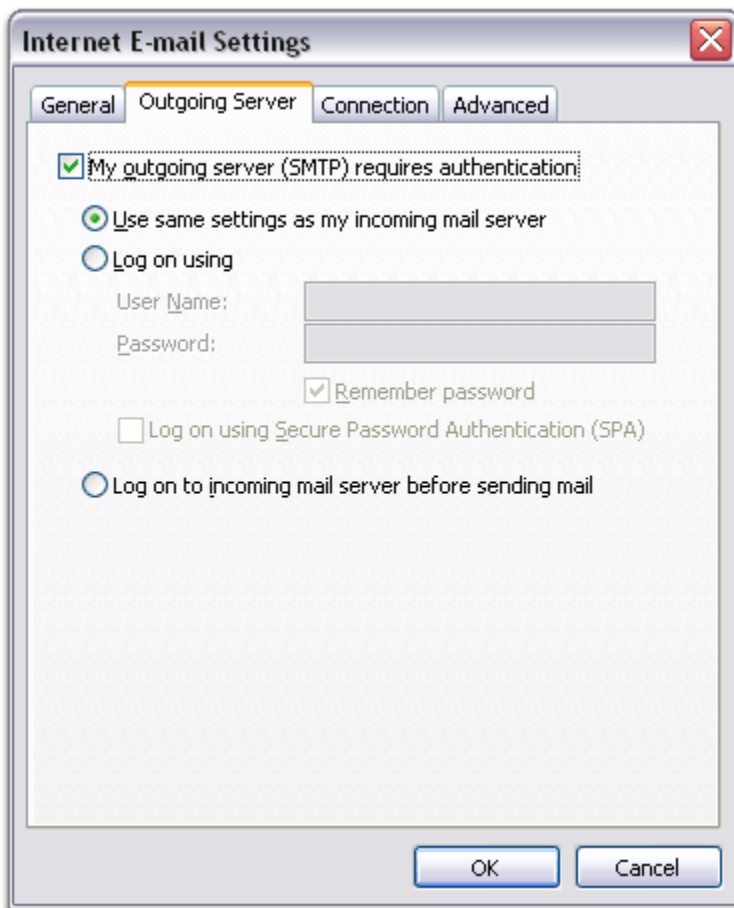 Internet E-mail Settings
General Outgoing Server Connection Advanced
My outgoing server (SMTP) requires authentication
Use same settings as my incoming mail server
Log on using
User Name:
Password:
Remember password
Log on using Secure Password Authentication (SPA)
Log on to incoming mail server before sending mail
OK Cancel